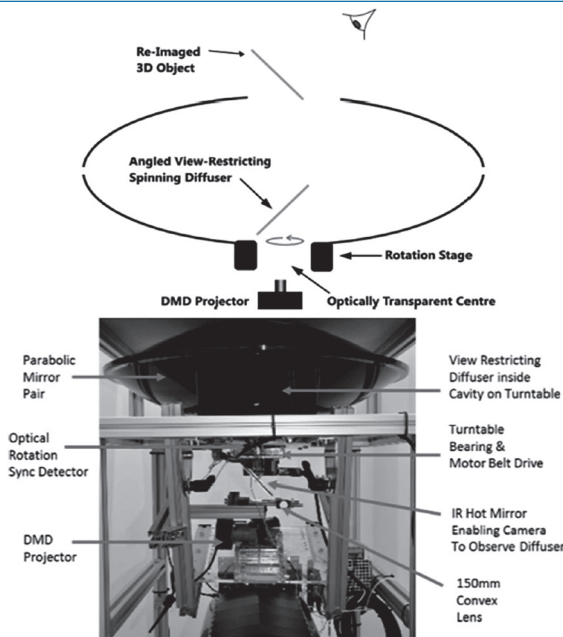 Re-Imaged
3D Object
Angled View-Restricting
Spinning Diffuser
Rotation Stage
DMD Projector
Optically Transparent Centre
Parabolic
Mirror
Pair
View Restricting
Diffuser inside
Cavity on Turntable
Optical
Rotation
Sync Detector
Turntable
Bearing &
Motor Belt Drive
IR Hot Mirror
Enabling Camera
To Observe Diffuser
DMD
Projector
150mm
Convex
Lens